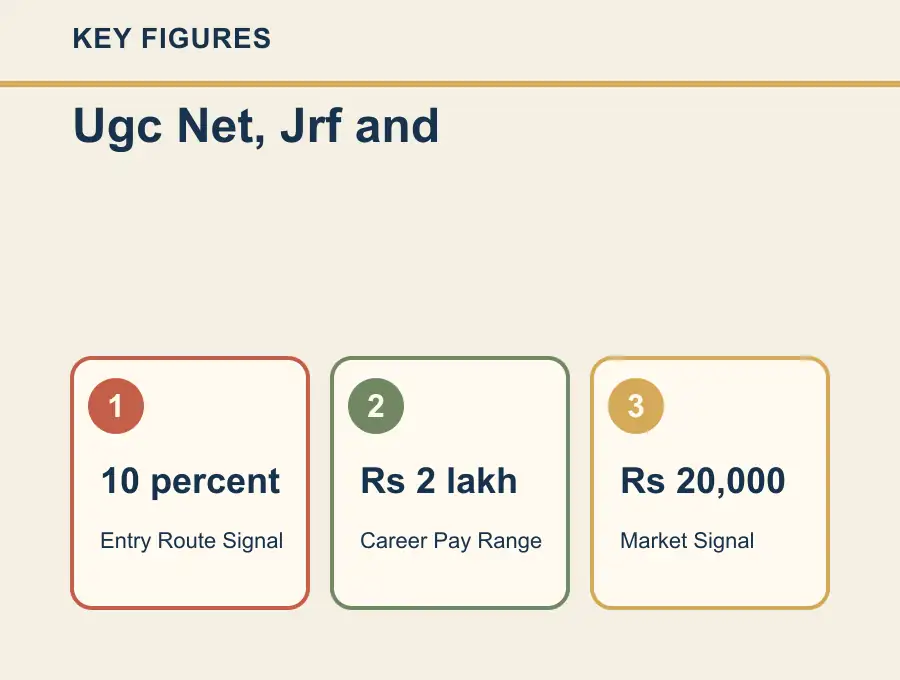 KEY FIGURES
Ugc Net, Jrf and
1
10 percent
Entry Route Signal
2
Rs 2 lakh
Career Pay Range
3
Rs 20,000
Market Signal